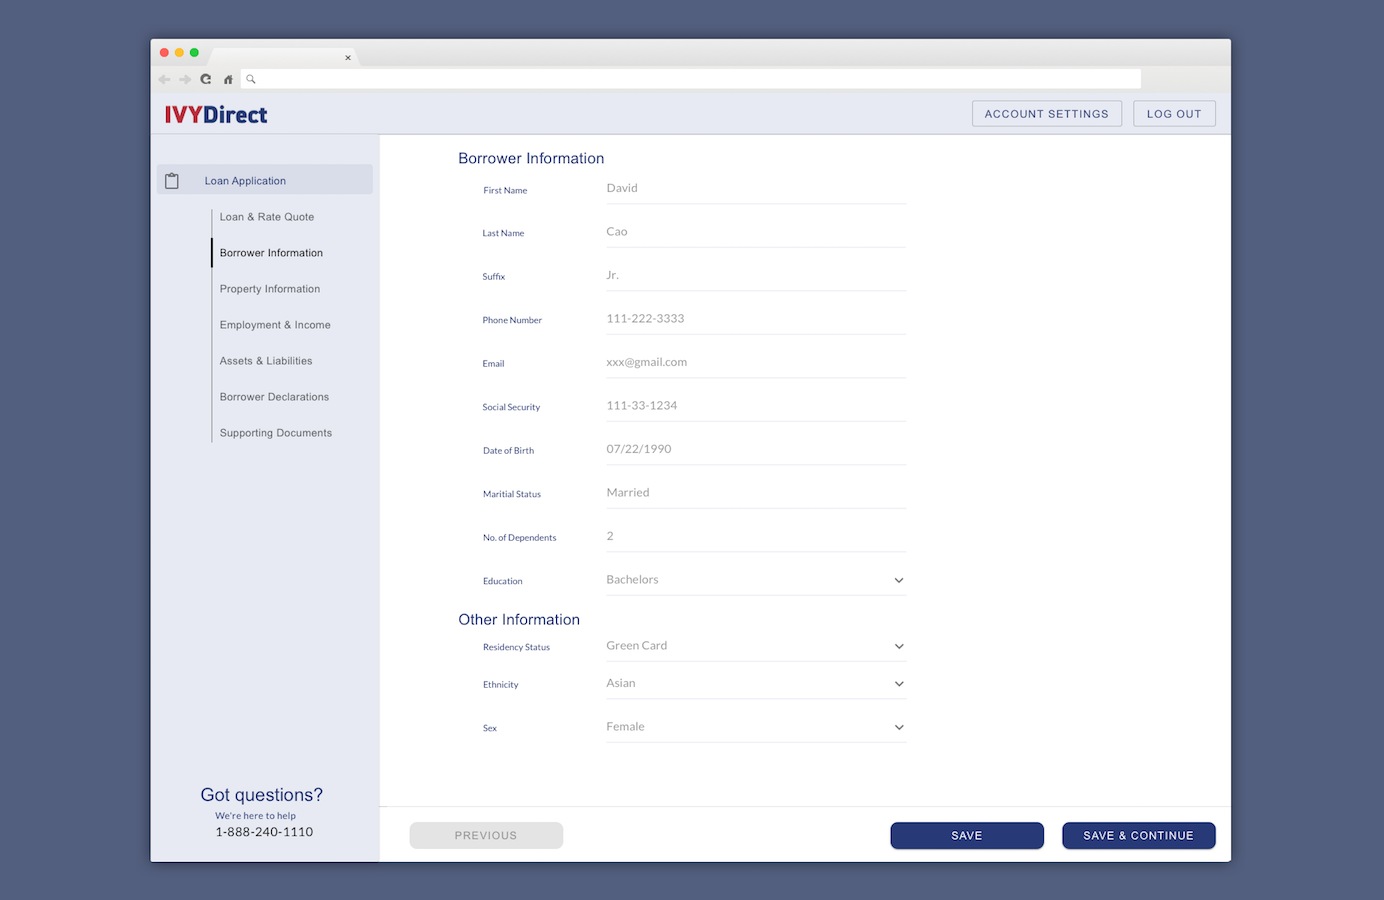 IVYDirect
ACCOUNT SETTINGS
LOG OUT
Loan Application
Loan & Rate Quote
Borrower Information
Property Information
Employment & Income
Assets & Liabilities
Borrower Declarations
Supporting Documents
Got questions?
We're here to help
1-888-240-1110
Borrower Information
First Name David
Last Name Cao
Suffix Jr.
Phone Number 111-222-3333
Email xxx@gmail.com
Social Security 111-33-1234
Date of Birth 07/22/1990
Maritial Status Married
No. of Dependents 2
Education Bachelors
Other Information
Residency Status Green Card
Ethnicity Asian
Sex Female
PREVIOUS
SAVE
SAVE & CONTINUE